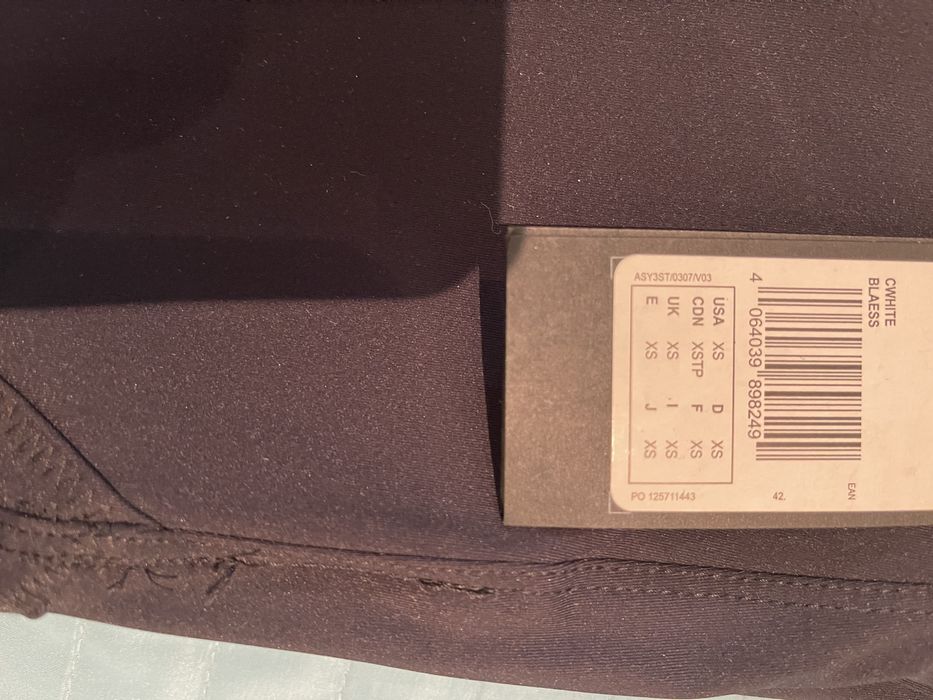 CWHITE
BLAESS
EAN
4 064039 898249
42.
ASY3ST/0307/V03
USA XS D XS
CDN XSTP F XS
UK XS I XS
E XS J XS
PO 125711443